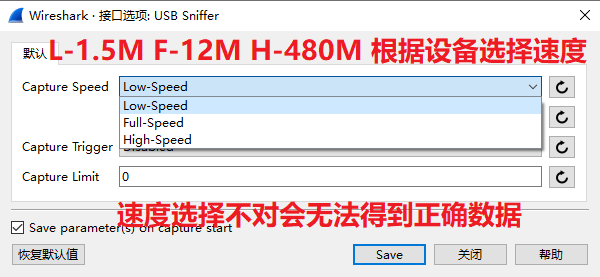 Wireshark · 接口选项: USB Sniffer
L-1.5M F-12M H-480M 根据设备选择速度
默认
Capture Speed
Low-Speed
Low-Speed
Full-Speed
High-Speed
Capture Trigger
Capture Limit
0
速度选择不对会无法得到正确数据
Save parameter(s) on capture start
恢复默认值
Save
关闭
帮助